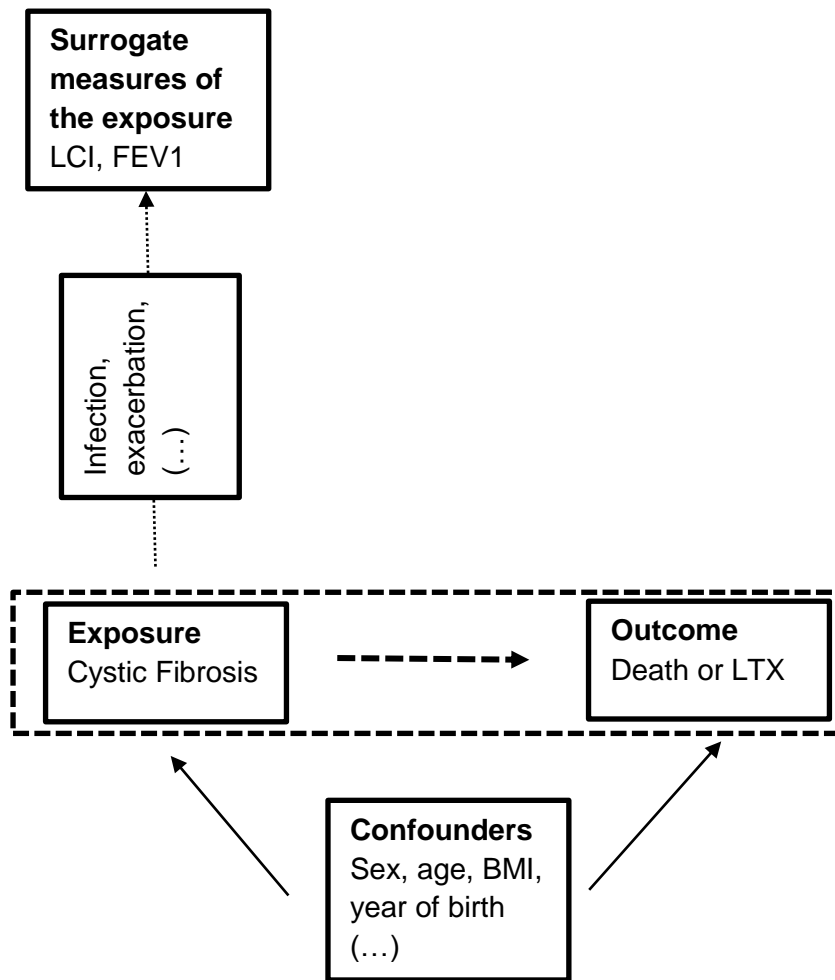 Surrogate
measures of
the exposure
LCI, FEV1
Infection,
exacerbation,
(…)
Exposure
Cystic Fibrosis
Outcome
Death or LTX
Confounders
Sex, age, BMI,
year of birth
(…)